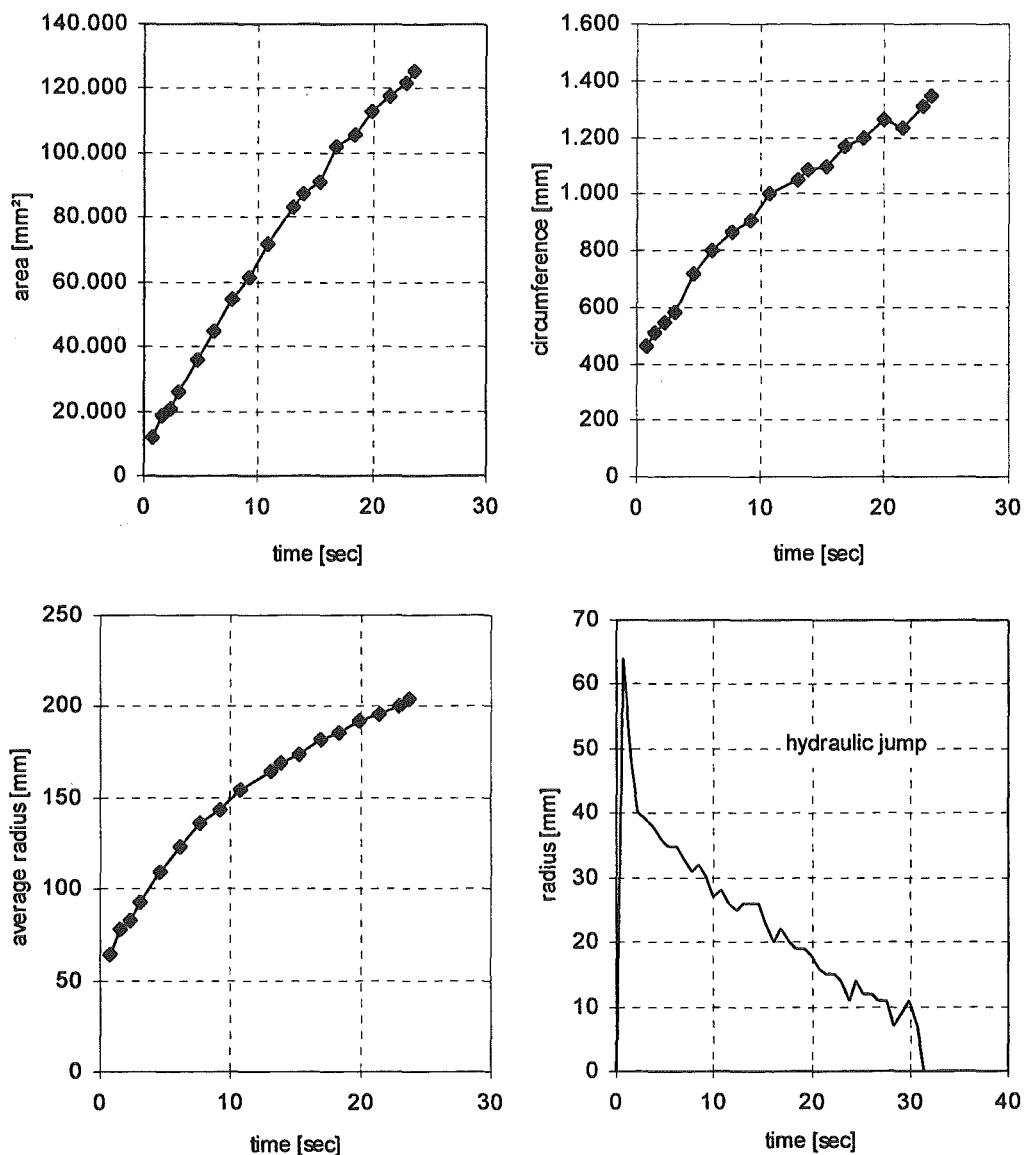 area [mm²]
140.000
120.000
100.000
80.000
60.000
40.000
20.000
0
0 10 20 30
time [sec]
circumference [mm]
1.600
1.400
1.200
1.000
800
600
400
200
0
0 10 20 30
time [sec]
average radius [mm]
250
200
150
100
50
0
0 10 20 30
time [sec]
radius [mm]
70
60
50
40
30
20
10
0
hydraulic jump
0 10 20 30 40
time [sec]